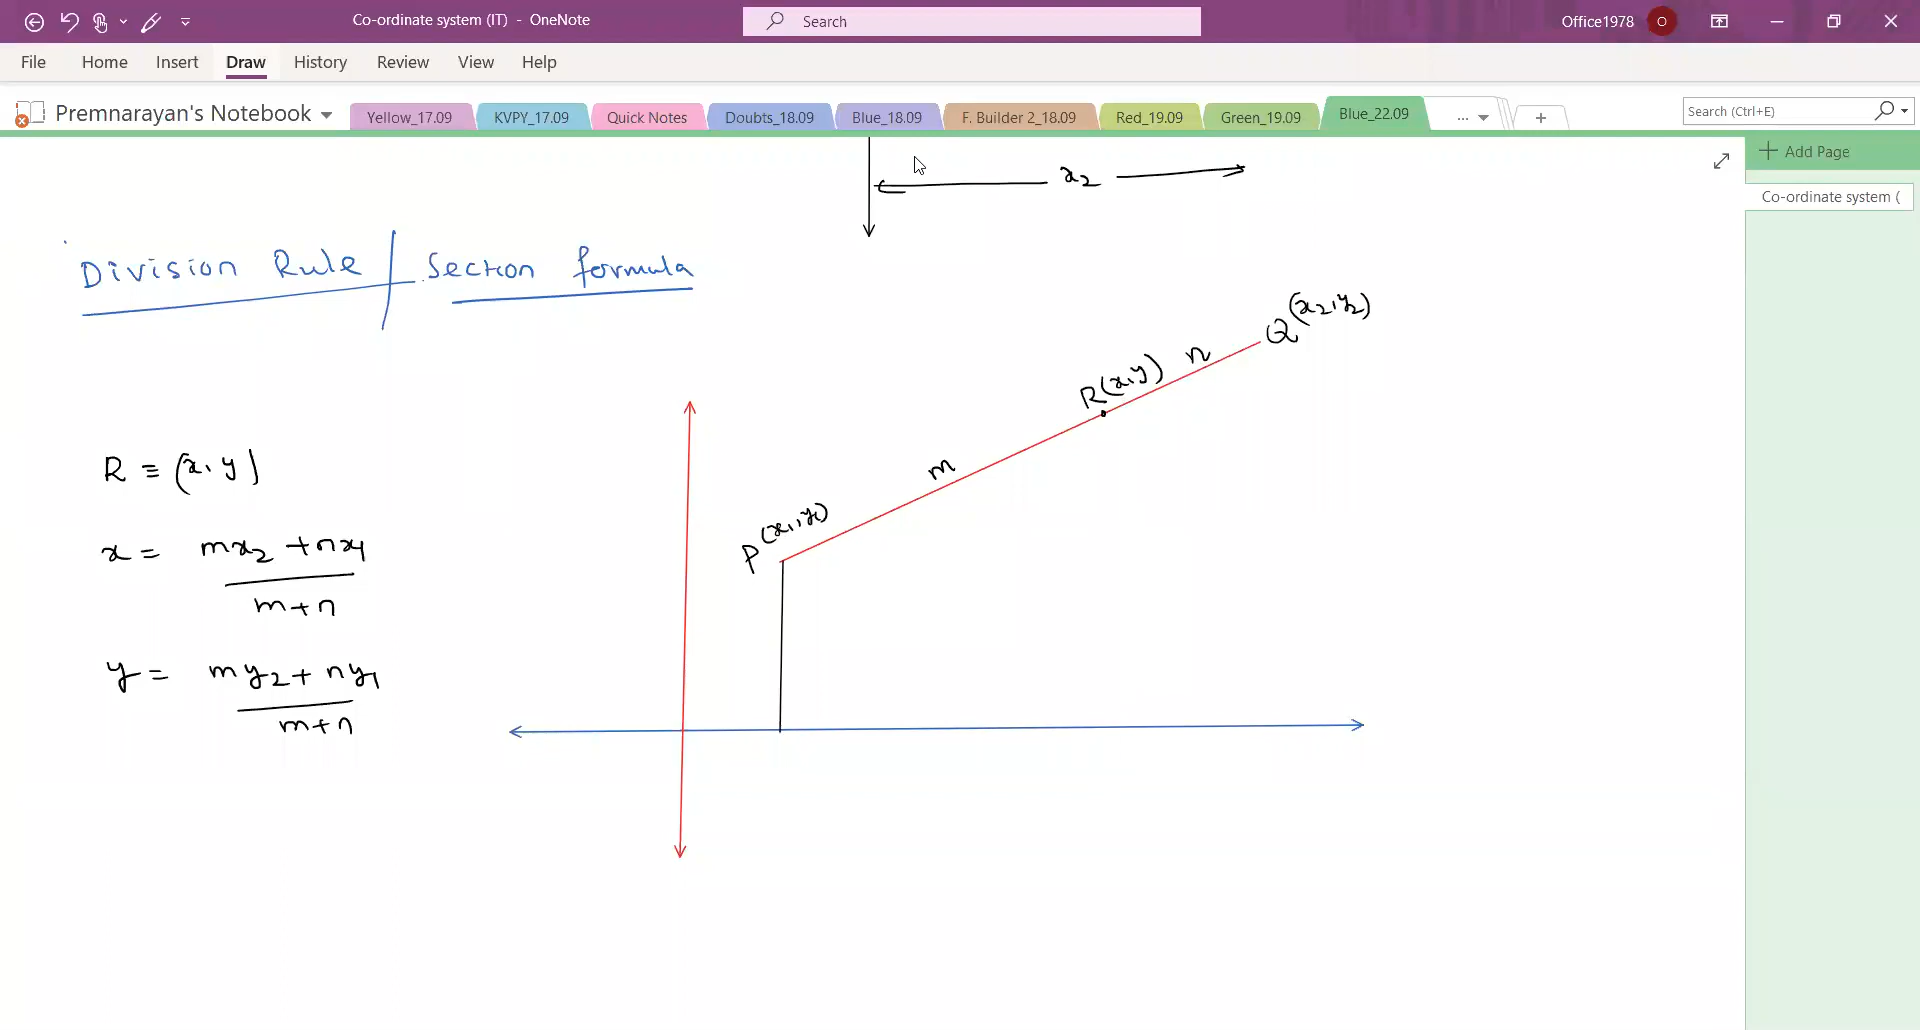 Co-ordinate system (IT) - OneNote
Search
Office1978
O
File Home Insert Draw History Review View Help
Premnarayan's Notebook
Yellow_17.09 KVPY_17.09 Quick Notes Doubts_18.09 Blue_18.09 F. Builder 2_18.09 Red_19.09 Green_19.09 Blue_22.09 ... +
Search (Ctrl+E)
Add Page
Co-ordinate system (
x₂
Division Rule / Section formula
Q(x₂,y₂)
n
R(x,y)
m
P(x₁,y₁)
R ≡ (x, y)
x = mx₂ + nx₁
m+n
y = my₂ + ny₁
m+n